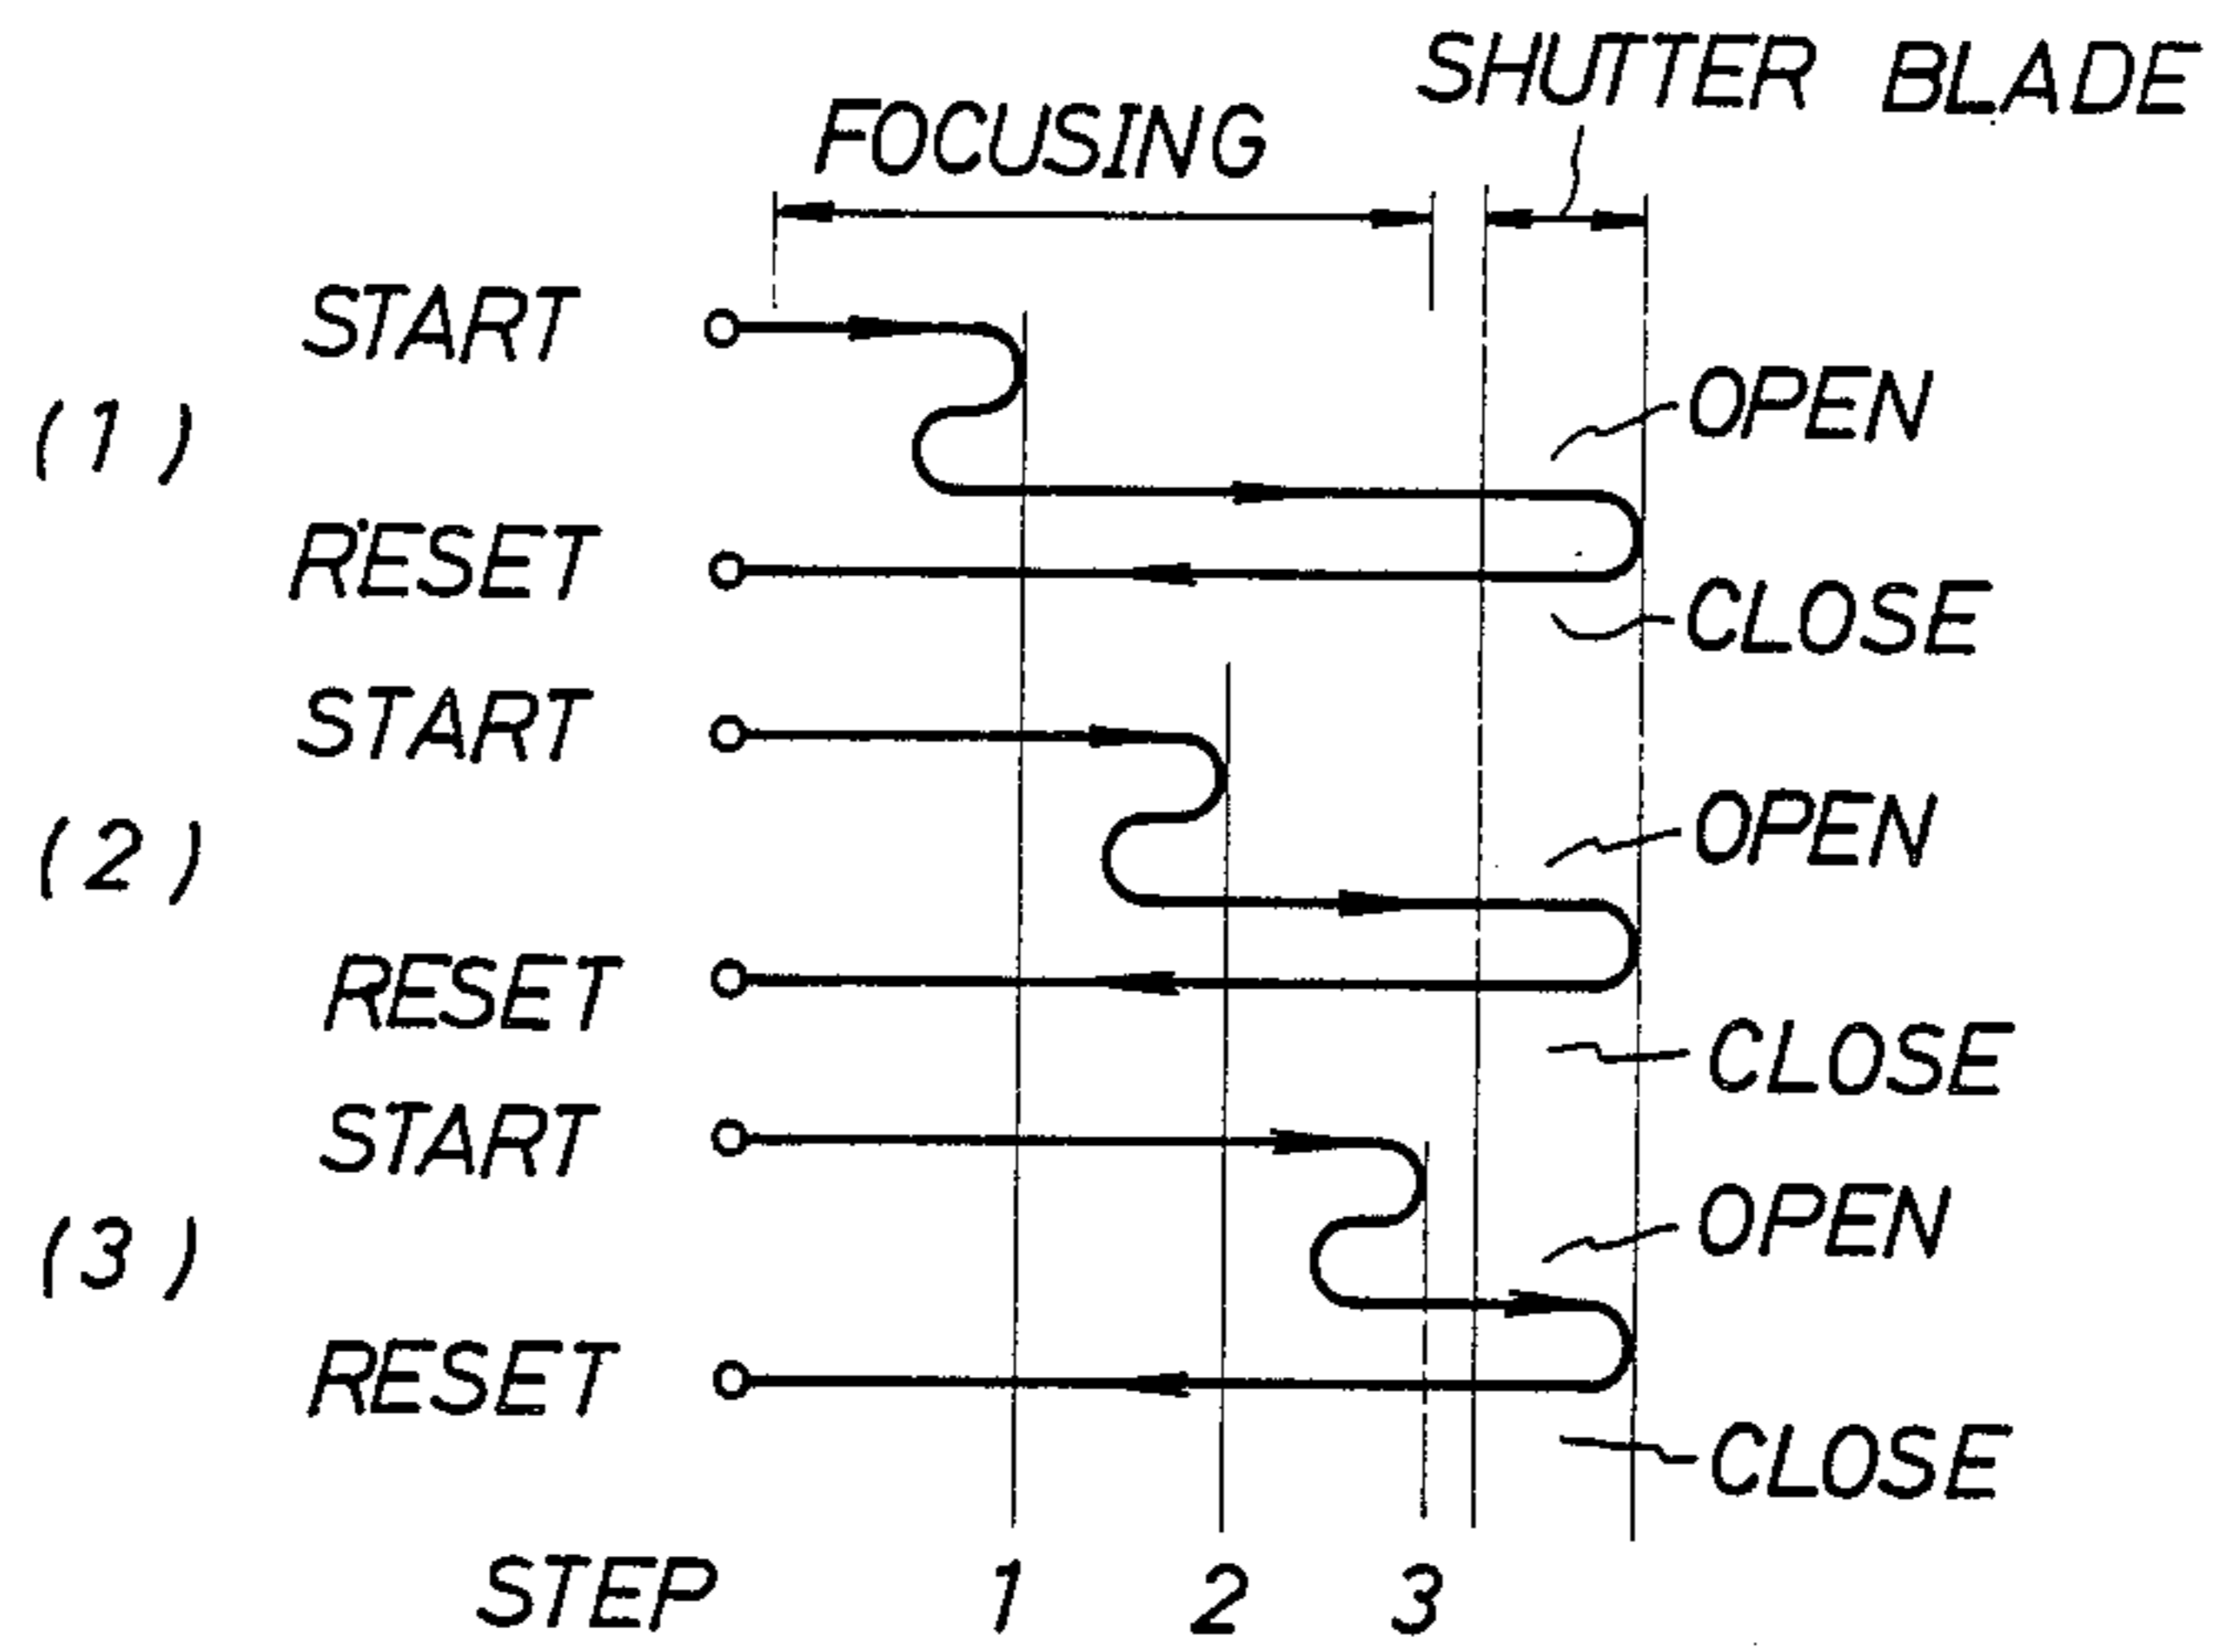 SHUTTER BLADE
FOCUSING
START
OPEN
(1)
RESET
CLOSE
START
OPEN
(2)
RESET
CLOSE
START
OPEN
(3)
RESET
CLOSE
STEP 1 2 3